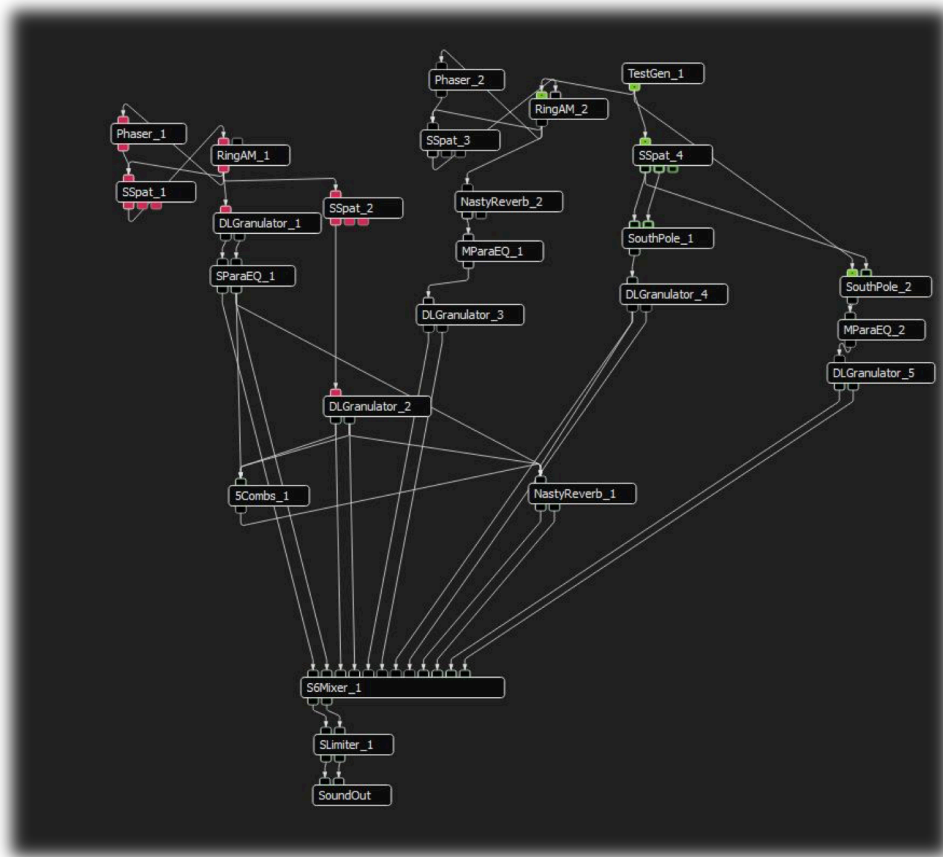 TestGen_1
Phaser_2
RingAM_2
Phaser_1
SSpat_3
RingAM_1
SSpat_4
SSpat_1
SSpat_2
NastyReverb_2
DLGranulator_1
SouthPole_1
MParaEQ_1
SParaEQ_1
SouthPole_2
DLGranulator_4
DLGranulator_3
MParaEQ_2
DLGranulator_5
DLGranulator_2
5Combs_1
NastyReverb_1
S6Mixer_1
SLimiter_1
SoundOut